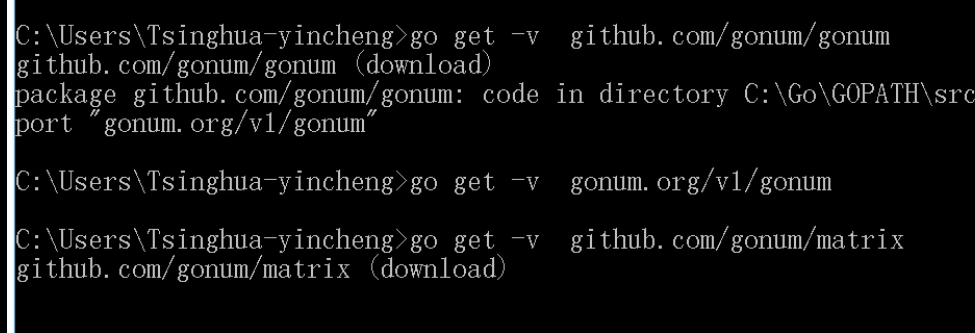 C:\Users\Tsinghua-yincheng>go get -v  github.com/gonum/gonum
github.com/gonum/gonum (download)
package github.com/gonum/gonum: code in directory C:\Go\GOPATH\src
port "gonum.org/v1/gonum"
C:\Users\Tsinghua-yincheng>go get -v  gonum.org/v1/gonum
C:\Users\Tsinghua-yincheng>go get -v  github.com/gonum/matrix
github.com/gonum/matrix (download)